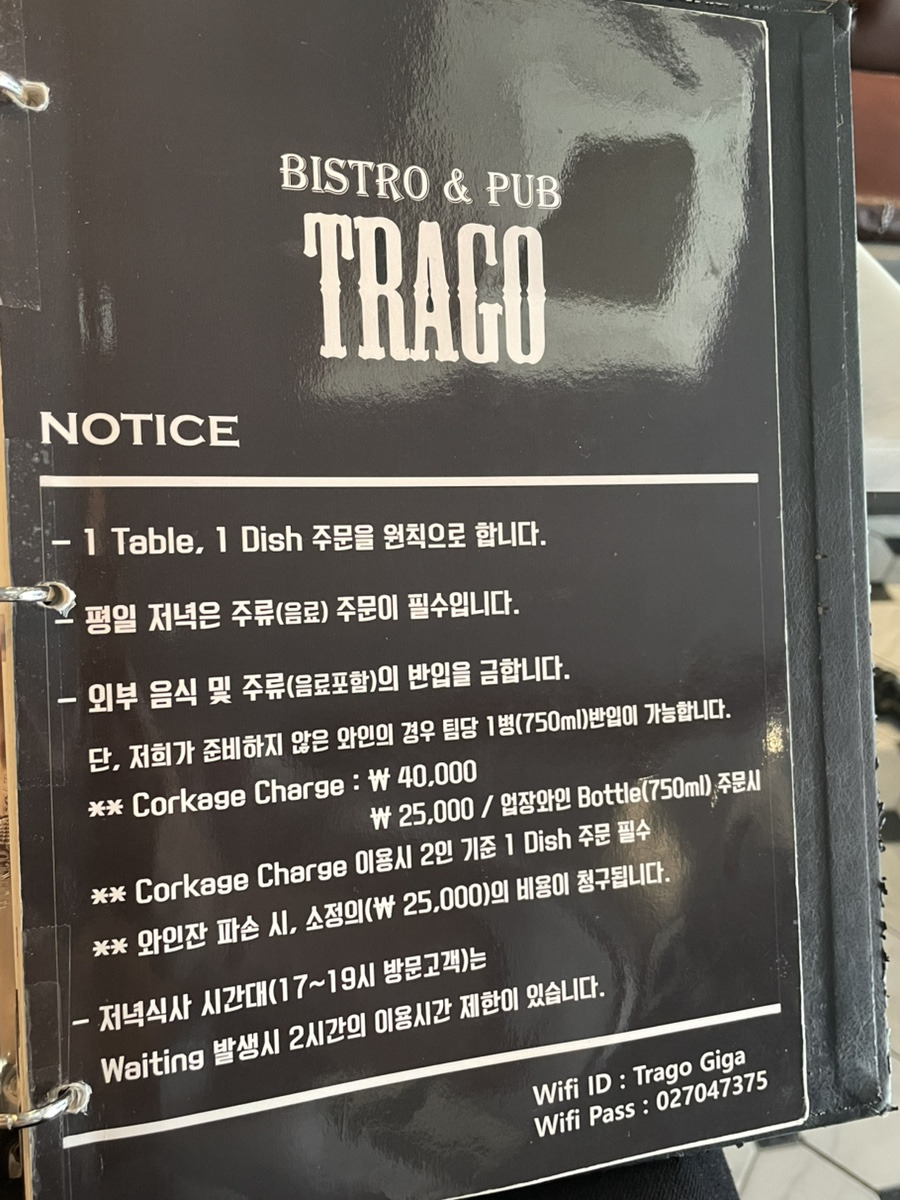 BISTRO & PUB
TRAGO
NOTICE
- 1 Table, 1 Dish 주문을 원칙으로 합니다.
- 평일 저녁은 주류(음료) 주문이 필수입니다.
- 외부 음식 및 주류(음료포함)의 반입을 금합니다.
단, 저희가 준비하지 않은 와인의 경우 팀당 1병(750ml)반입이 가능합니다.
** Corkage Charge : ₩ 40,000
₩ 25,000 / 업장와인 Bottle(750ml) 주문시
** Corkage Charge 이용시 2인 기준 1 Dish 주문 필수
** 와인잔 파손 시, 소정의(₩ 25,000)의 비용이 청구됩니다.
- 저녁식사 시간대(17~19시 방문고객)는
Waiting 발생시 2시간의 이용시간 제한이 있습니다.
Wifi ID : Trago Giga
Wifi Pass : 027047375